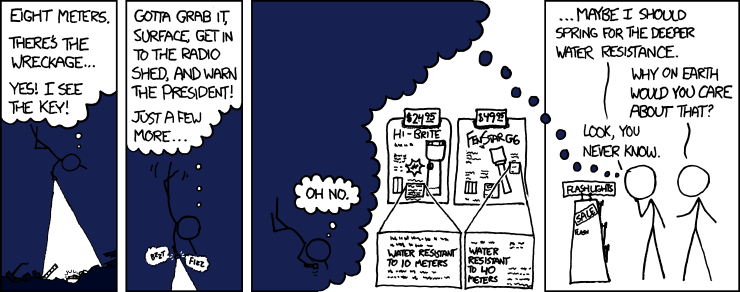 EIGHT METERS.
THERE'S THE
WRECKAGE...
YES! I SEE
THE KEY!
GOTTA GRAB IT,
SURFACE, GET IN
TO THE RADIO
SHED, AND WARN
THE PRESIDENT!
JUST A FEW
MORE...
BZZT
FIZZ
OH NO.
$24.95
HI-BRITE
WATER RESISTANT
TO 10 METERS
$49.95
WATER
RESISTANT
TO 40
METERS
...MAYBE I SHOULD
SPRING FOR THE DEEPER
WATER RESISTANCE.
WHY ON EARTH
WOULD YOU CARE
ABOUT THAT?
LOOK, YOU
NEVER KNOW.
FLASHLIGHTS
SALE